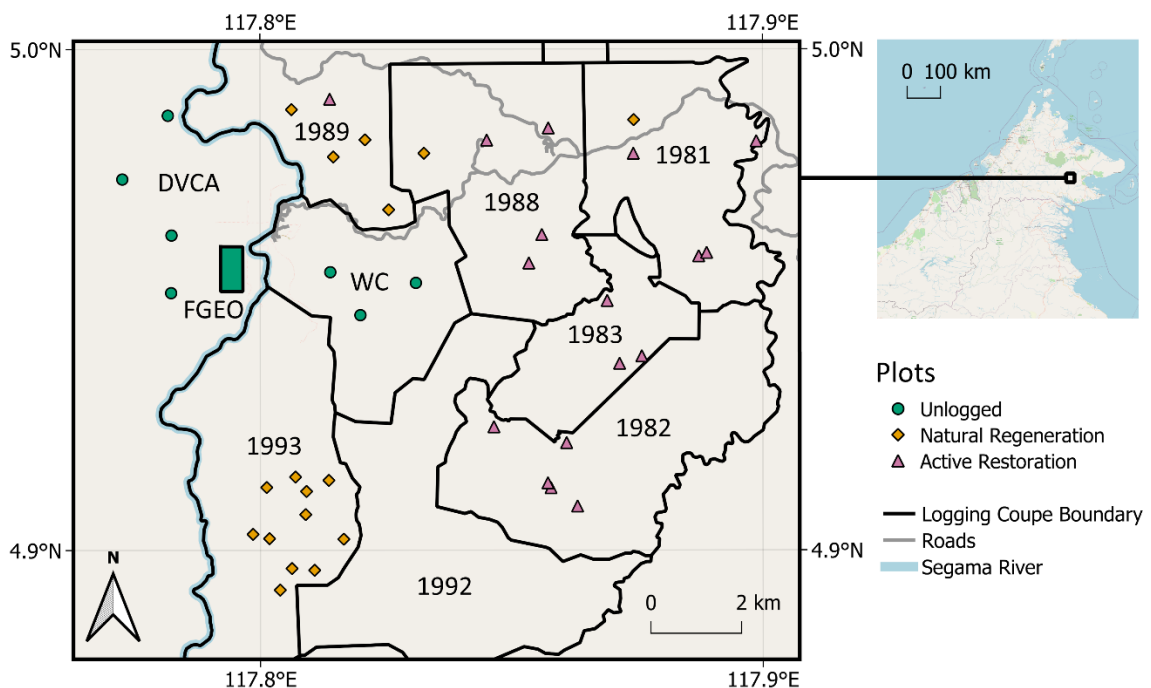 117.8°E 117.9°E
5.0°N 5.0°N
0 100 km
1989
1981
DVCA
1988
WC
FGEO
1983
Plots
Unlogged
1982
Natural Regeneration
1993
Active Restoration
Logging Coupe Boundary
Roads
4.9°N 4.9°N
Segama River
N
1992
0 2 km
117.8°E 117.9°E